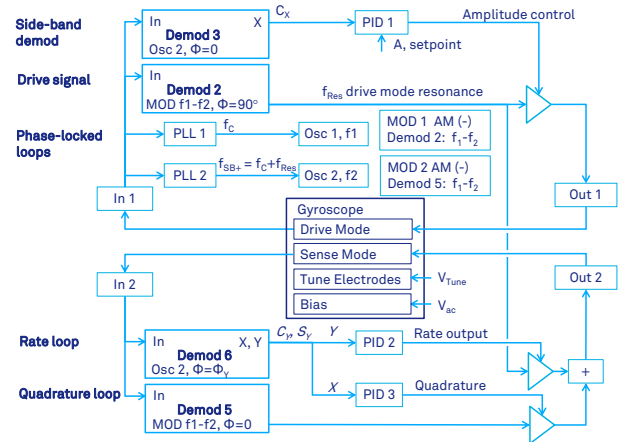 Side-band
demod
In
X
Demod 3
Osc 2, Φ=0
C_X
PID 1
A, setpoint
Amplitude control
Drive signal
In
Demod 2
MOD f1-f2, Φ=90°
f_Res drive mode resonance
Phase-locked
loops
PLL 1
f_C
Osc 1, f1
MOD 1 AM (-)
Demod 2: f_1-f_2
PLL 2
f_SB+ = f_C+f_Res
Osc 2, f2
MOD 2 AM (-)
Demod 5: f_1-f_2
In 1
Out 1
Gyroscope
Drive Mode
Sense Mode
Tune Electrodes
V_Tune
Bias
V_ac
In 2
Out 2
Rate loop
In
X, Y
Demod 6
Osc 2, Φ=Φ_Y
C_Y, S_Y
Y
PID 2
Rate output
+
Quadrature loop
In
Demod 5
MOD f1-f2, Φ=0
X
PID 3
Quadrature